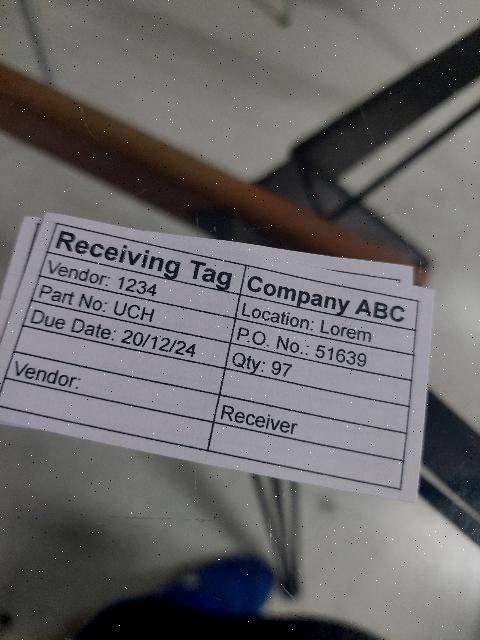 Receiving Tag Company ABC
Vendor: 1234 Location: Lorem
Part No: UCH P.O. No.: 51639
Due Date: 20/12/24 Qty: 97
Vendor: Receiver